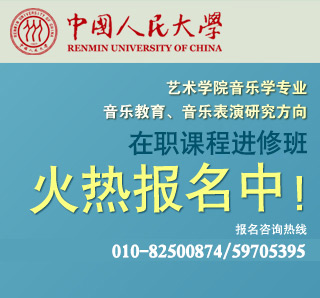 中國人民大學
RENMIN UNIVERSITY OF CHINA
艺术学院音乐学专业
音乐教育、音乐表演研究方向
在职课程进修班
火热报名中!
报名咨询热线
010-82500874/59705395